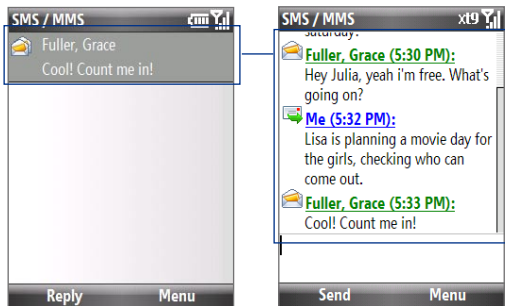 SMS / MMS
Fuller, Grace
Cool! Count me in!
Reply Menu
SMS / MMS xt9
saturday?
Fuller, Grace (5:30 PM):
Hey Julia, yeah i'm free. What's
going on?
Me (5:32 PM):
Lisa is planning a movie day for
the girls, checking who can
come out.
Fuller, Grace (5:33 PM):
Cool! Count me in!
Send Menu